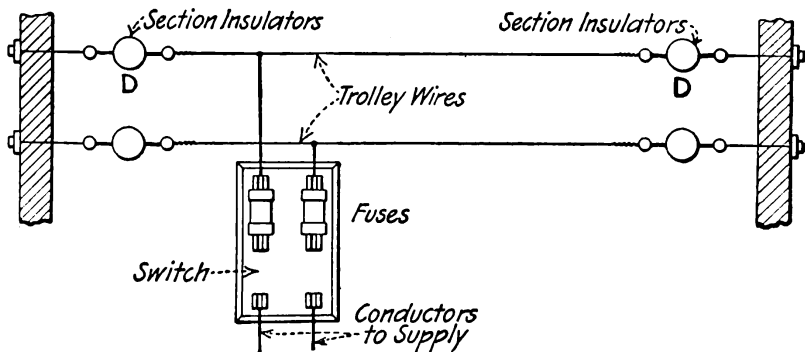 Section Insulators
Section Insulators
D
D
Trolley Wires
Fuses
Switch
Conductors
to Supply